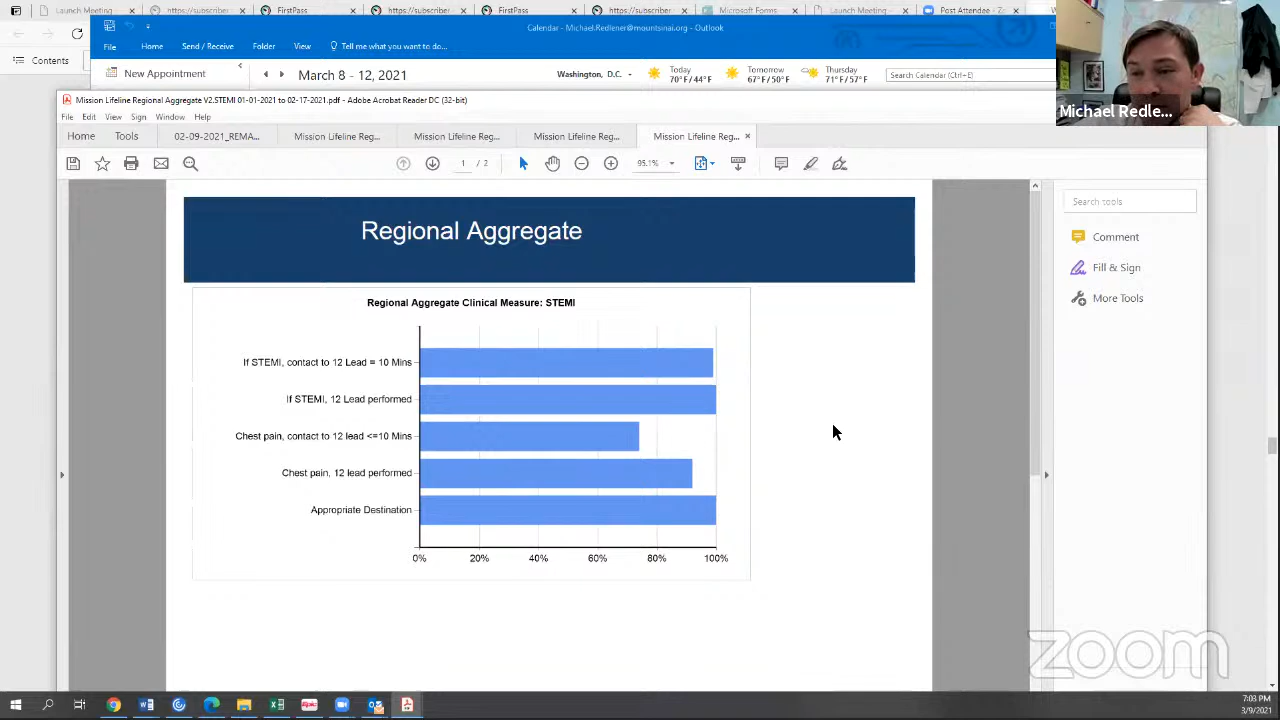 https://subscriber
FirstPass
https://subscribe
FirstPass
https://subscribe
Microsoft Forms
Launch Meeting
Post Attendee - Zo
Calendar - Michael.Redlener@mountsinai.org - Outlook
File Home Send / Receive Folder View Tell me what you want to do...
Contents
New Appointment
March 8 - 12, 2021
Washington, D.C.
Today
70°F/44°F
Tomorrow
67°F/50°F
Thursday
71°F/57°F
Search Calendar (Ctrl+E)
Michael Redle...
Mission Lifeline Regional Aggregate V2.STEMI 01-01-2021 to 02-17-2021.pdf - Adobe Acrobat Reader DC (32-bit)
File Edit View Sign Window Help
Home Tools 02-09-2021_REMA... Mission Lifeline Reg... Mission Lifeline Reg... Mission Lifeline Reg... Mission Lifeline Reg... ×
1 / 2 95.1%
Search tools
Comment
Fill & Sign
More Tools
Regional Aggregate
Regional Aggregate Clinical Measure: STEMI
If STEMI, contact to 12 Lead = 10 Mins
If STEMI, 12 Lead performed
Chest pain, contact to 12 lead <=10 Mins
Chest pain, 12 lead performed
Appropriate Destination
0% 20% 40% 60% 80% 100%
zoom
7:03 PM
3/9/2021